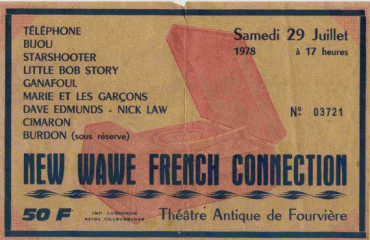 TÉLÉPHONE
BIJOU
STARSHOOTER
LITTLE BOB STORY
GANAFOUL
MARIE ET LES GARÇONS
DAVE EDMUNDS - NICK LAW
CIMARON
BURDON (sous réserve)
Samedi 29 Juillet
1978 à 17 heures
Nº 03721
NEW WAWE FRENCH CONNECTION
50 F
Théâtre Antique de Fourvière